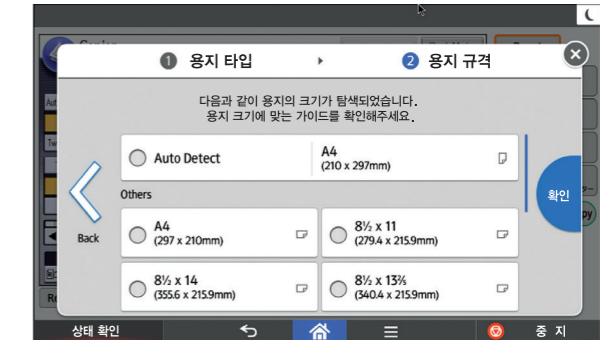 1 용지 타입
2 용지 규격
다음과 같이 용지의 크기가 탐색되었습니다.
용지 크기에 맞는 가이드를 확인해주세요.
Auto Detect
A4
(210 x 297mm)
확인
Others
Back
A4
(297 x 210mm)
8½ x 11
(279.4 x 215.9mm)
8½ x 14
(355.6 x 215.9mm)
8½ x 13⅖
(340.4 x 215.9mm)
상태 확인
중 지